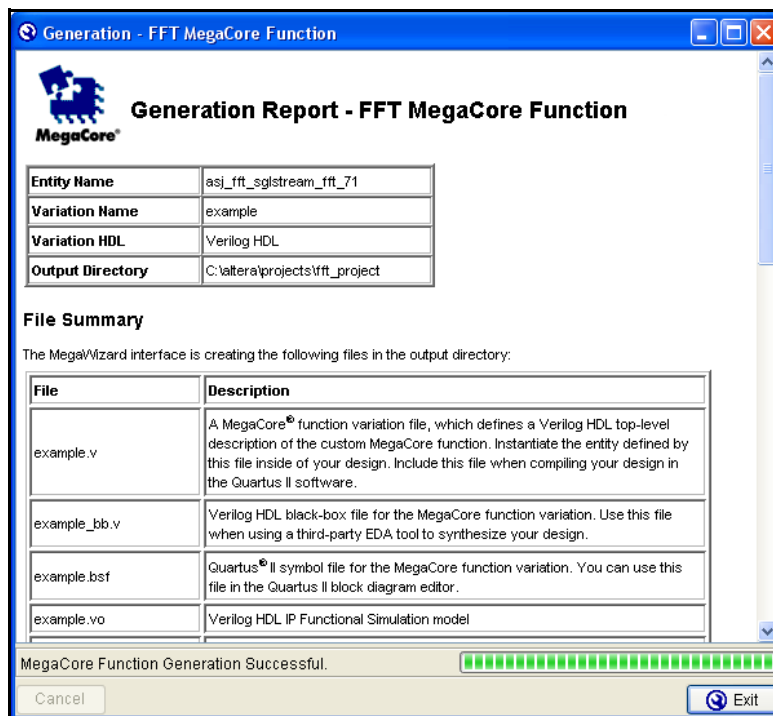 Generation - FFT MegaCore Function
MegaCore®
Generation Report - FFT MegaCore Function
Entity Name asj_fft_sglstream_fft_71
Variation Name example
Variation HDL Verilog HDL
Output Directory C:\altera\projects\fft_project
File Summary
The MegaWizard interface is creating the following files in the output directory:
File Description
example.v
A MegaCore® function variation file, which defines a Verilog HDL top-level
description of the custom MegaCore function. Instantiate the entity defined by
this file inside of your design. Include this file when compiling your design in
the Quartus II software.
example_bb.v
Verilog HDL black-box file for the MegaCore function variation. Use this file
when using a third-party EDA tool to synthesize your design.
example.bsf
Quartus® II symbol file for the MegaCore function variation. You can use this
file in the Quartus II block diagram editor.
example.vo Verilog HDL IP Functional Simulation model
MegaCore Function Generation Successful.
Cancel
Exit